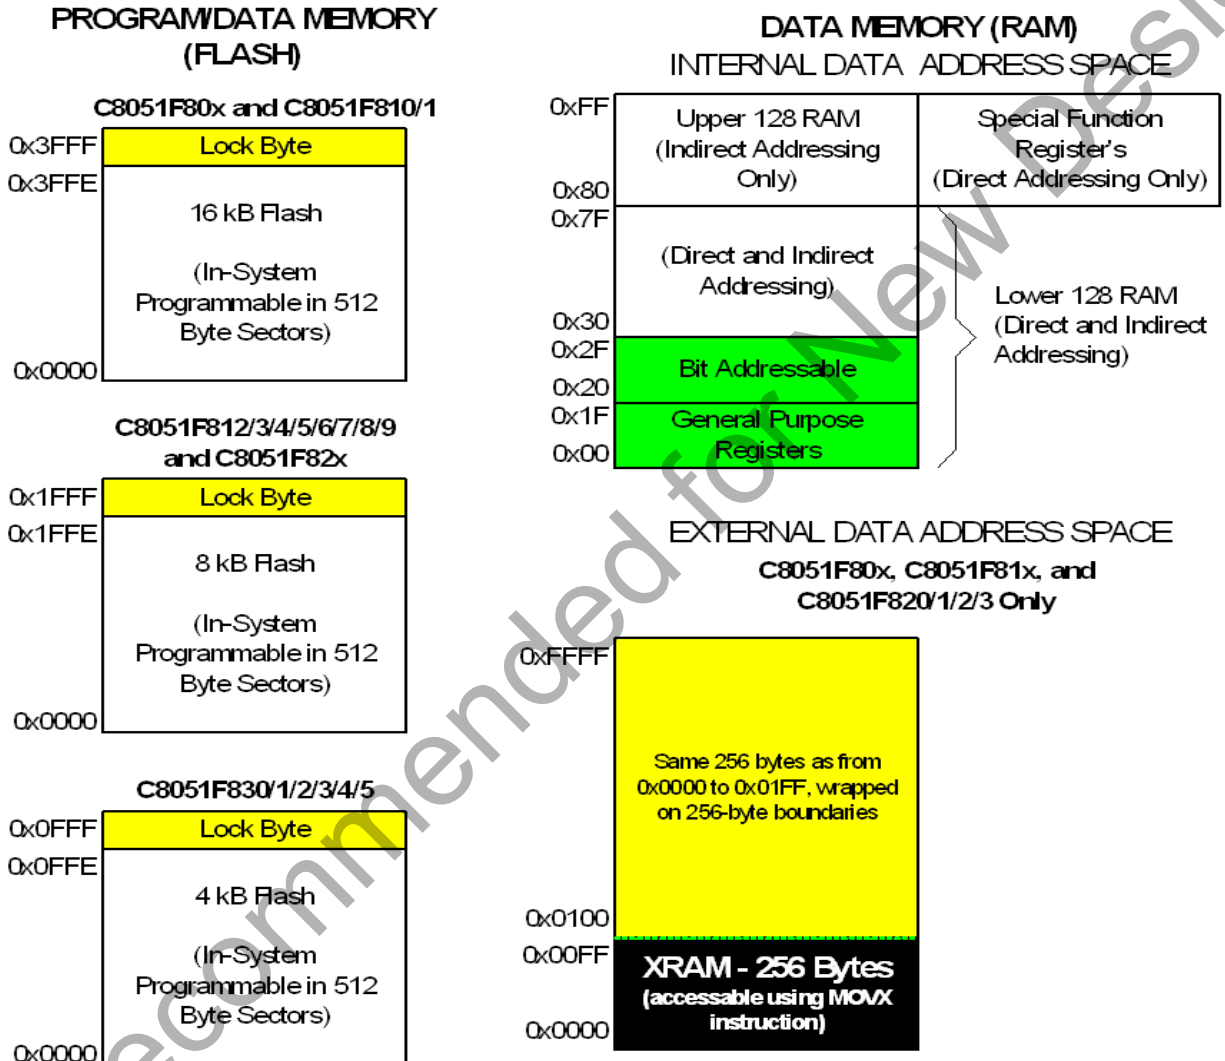 PROGRAM/DATA MEMORY
(FLASH)
C8051F80x and C8051F810/1
0x3FFF
Lock Byte
0x3FFE
16 kB Flash
(In-System
Programmable in 512
Byte Sectors)
0x0000
C8051F812/3/4/5/6/7/8/9
and C8051F82x
0x1FFF
Lock Byte
0x1FFE
8 kB Flash
(In-System
Programmable in 512
Byte Sectors)
0x0000
C8051F830/1/2/3/4/5
0x0FFF
Lock Byte
0x0FFE
4 kB Flash
(In-System
Programmable in 512
Byte Sectors)
0x0000
DATA MEMORY (RAM)
INTERNAL DATA ADDRESS SPACE
0xFF
Upper 128 RAM
(Indirect Addressing
Only)
0x80
Special Function
Register's
(Direct Addressing Only)
0x7F
(Direct and Indirect
Addressing)
0x30
Lower 128 RAM
(Direct and Indirect
Addressing)
0x2F
Bit Addressable
0x20
0x1F
General Purpose
Registers
0x00
EXTERNAL DATA ADDRESS SPACE
C8051F80x, C8051F81x, and
C8051F820/1/2/3 Only
0xFFFF
Same 256 bytes as from
0x0000 to 0x01FF, wrapped
on 256-byte boundaries
0x0100
0x00FF
XRAM - 256 Bytes
(accessable using MOVX
instruction)
0x0000
ecommended for New Desi